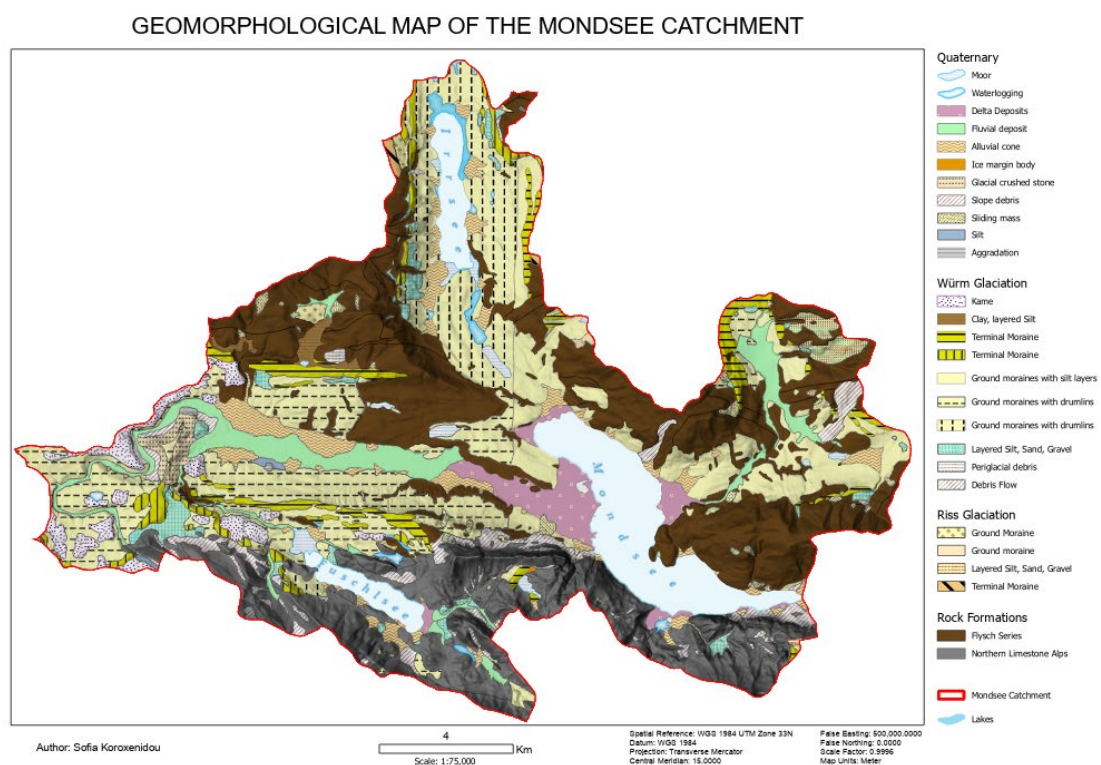 GEOMORPHOLOGICAL MAP OF THE MONDSEE CATCHMENT
Irrsee
Mondsee
Fuschlsee
Quaternary
Moor
Waterlogging
Delta Deposits
Fluvial deposit
Alluvial cone
Ice margin body
Glacial crushed stone
Slope debris
Sliding mass
Silt
Aggradation
Würm Glaciation
Kame
Clay, layered Silt
Terminal Moraine
Terminal Moraine
Ground moraines with silt layers
Ground moraines with drumlins
Ground moraines with drumlins
Layered Silt, Sand, Gravel
Periglacial debris
Debris Flow
Riss Glaciation
Ground Moraine
Ground moraine
Layered Silt, Sand, Gravel
Terminal Moraine
Rock Formations
Flysch Series
Northern Limestone Alps
Mondsee Catchment
Lakes
Author: Sofia Koroxenidou
4
Km
Scale: 1:75,000
Spatial Reference: WGS 1984 UTM Zone 33N
Datum: WGS 1984
Projection: Transverse Mercator
Central Meridian: 15.0000
False Easting: 500,000.0000
False Northing: 0.0000
Scale Factor: 0.9996
Map Units: Meter